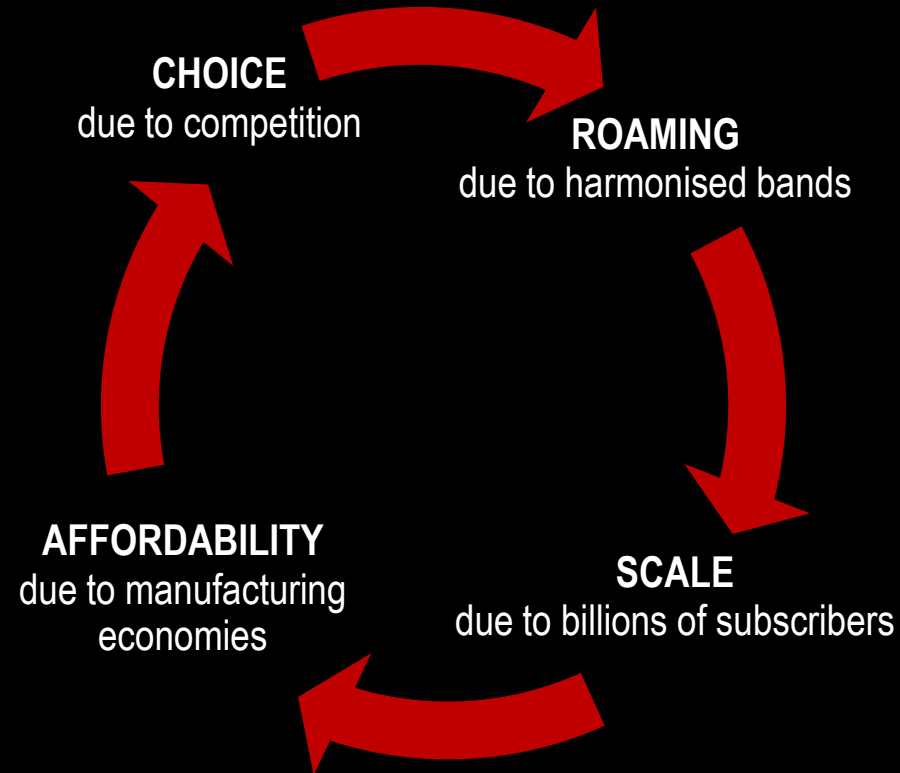 CHOICE
due to competition
ROAMING
due to harmonised bands
SCALE
due to billions of subscribers
AFFORDABILITY
due to manufacturing
economies